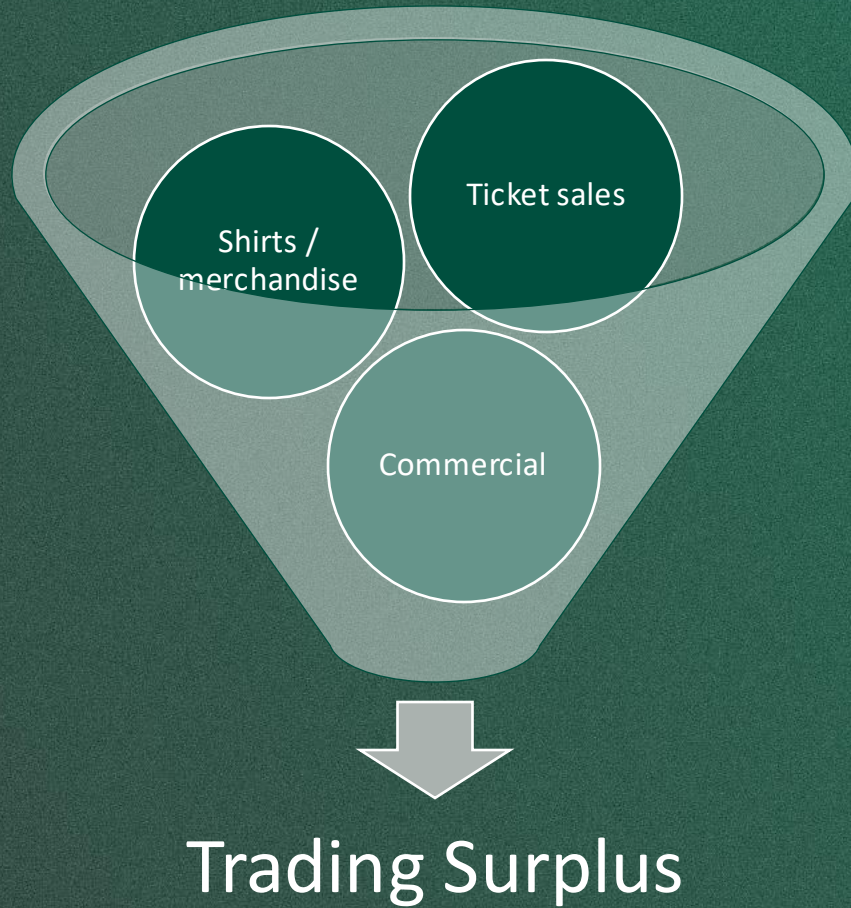 Ticket sales
Shirts /
merchandise
Commercial
Trading Surplus